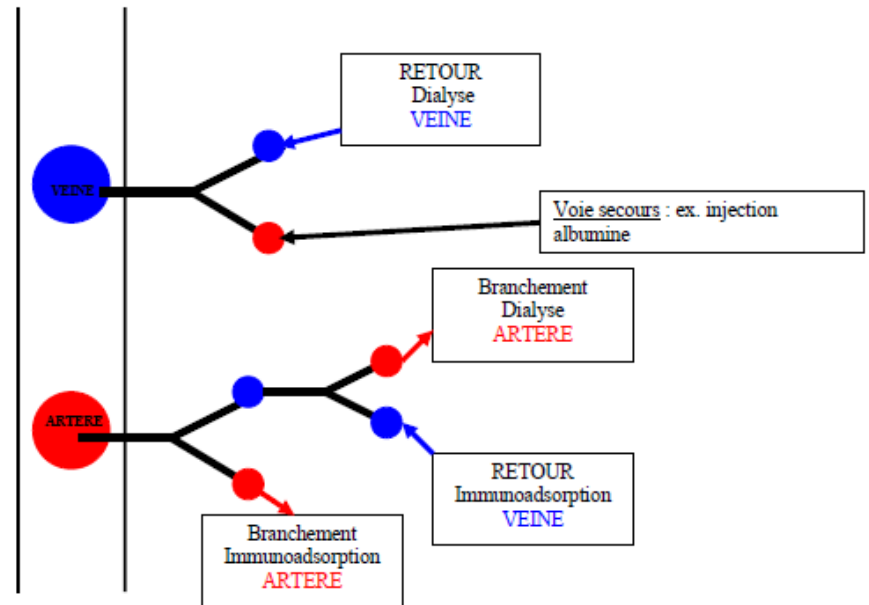 RETOUR
Dialyse
VEINE
VEINE
Voie secours : ex. injection
albumine
Branchement
Dialyse
ARTERE
ARTERE
RETOUR
Immunoadsorption
VEINE
Branchement
Immunoadsorption
ARTERE